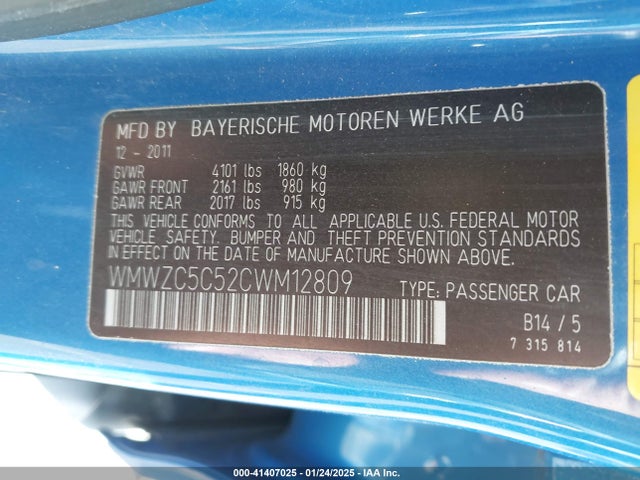 MFD BY BAYERISCHE MOTOREN WERKE AG
12 - 2011
GVWR 4101 lbs 1860 kg
GAWR FRONT 2161 lbs 980 kg
GAWR REAR 2017 lbs 915 kg
THIS VEHICLE CONFORMS TO ALL APPLICABLE U.S. FEDERAL MOTOR
VEHICLE SAFETY, BUMPER AND THEFT PREVENTION STANDARDS
IN EFFECT ON THE DATE OF MANUFACTURE SHOWN ABOVE.
WMWZC5C52CWM12809 TYPE: PASSENGER CAR
B14 / 5
7 315 814
000-41407025 - 01/24/2025 - IAA Inc.